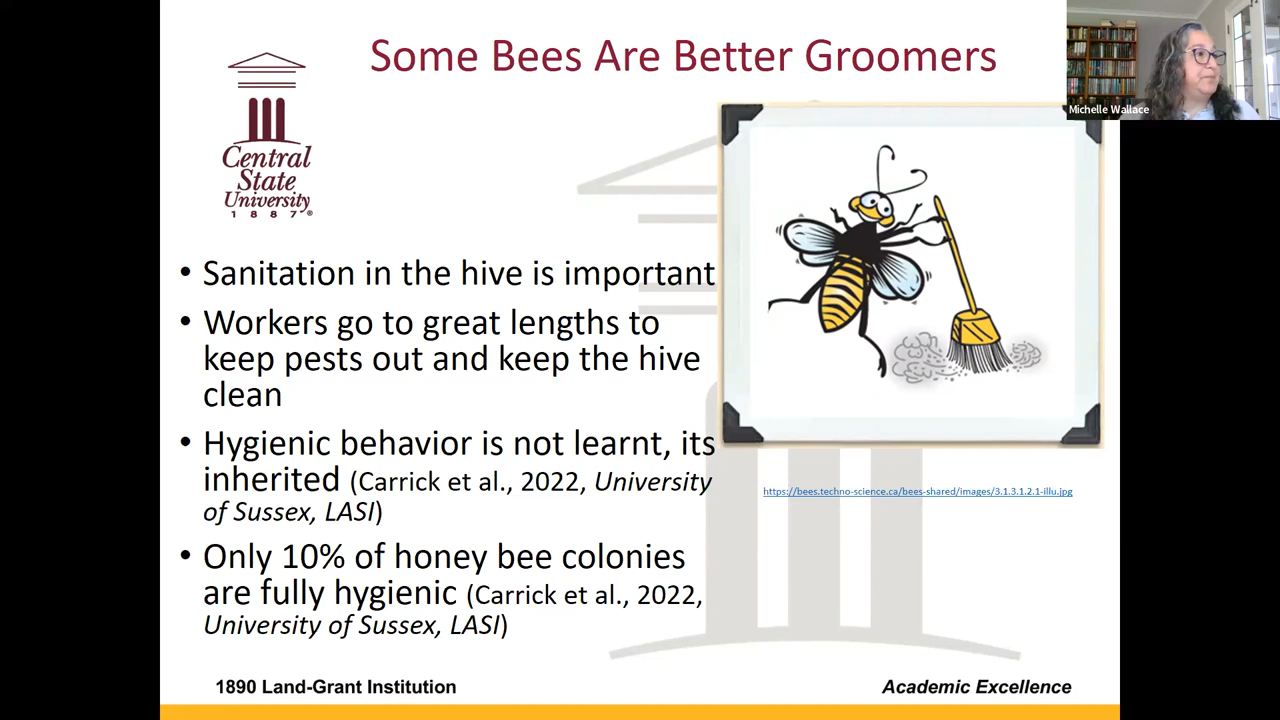 Some Bees Are Better Groomers
Michelle Wallace
Central
State
University
1887®
• Sanitation in the hive is important
• Workers go to great lengths to
keep pests out and keep the hive
clean
• Hygienic behavior is not learnt, its
inherited (Carrick et al., 2022, University
of Sussex, LASI)
• Only 10% of honey bee colonies
are fully hygienic (Carrick et al., 2022,
University of Sussex, LASI)
https://bees.techno-science.ca/bees-shared/images/3.1.3.1.2.1-illu.jpg
1890 Land-Grant Institution
Academic Excellence